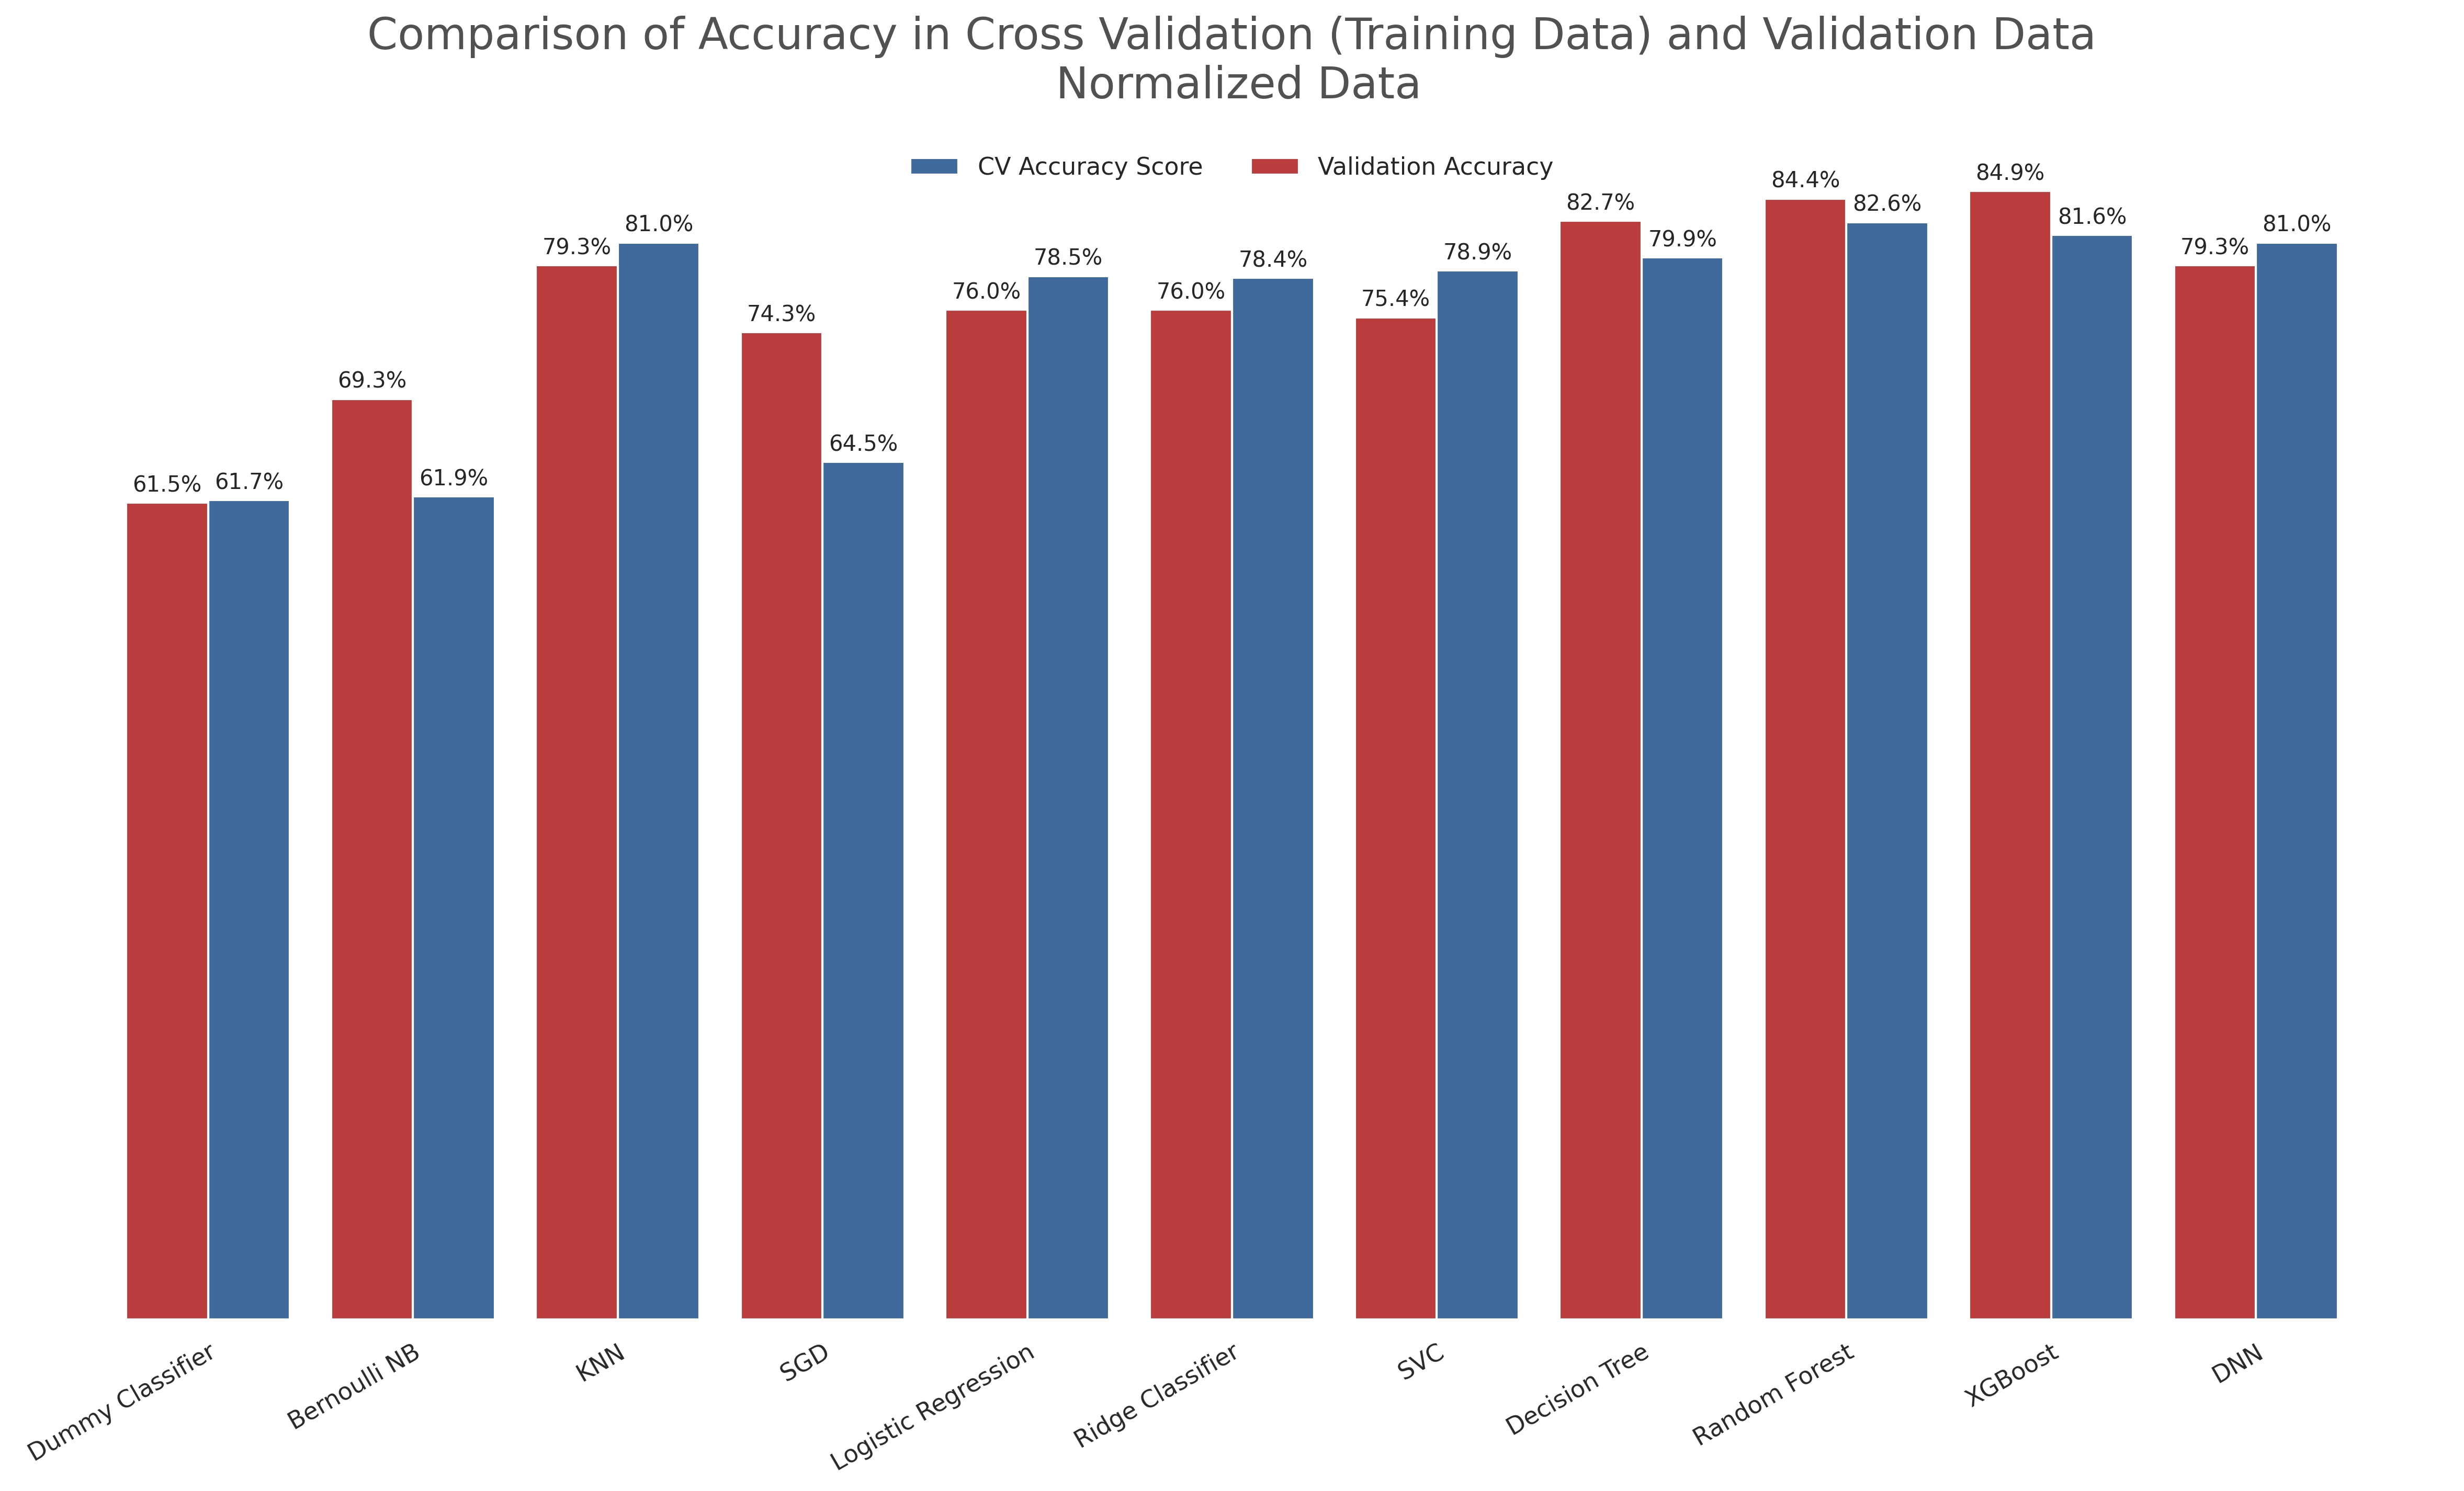 Comparison of Accuracy in Cross Validation (Training Data) and Validation Data
Normalized Data
CV Accuracy Score
Validation Accuracy
61.5%
61.7%
69.3%
61.9%
79.3%
81.0%
74.3%
64.5%
76.0%
78.5%
76.0%
78.4%
75.4%
78.9%
82.7%
79.9%
84.4%
82.6%
84.9%
81.6%
79.3%
81.0%
Dummy Classifier
Bernoulli NB
KNN
SGD
Logistic Regression
Ridge Classifier
SVC
Decision Tree
Random Forest
XGBoost
DNN